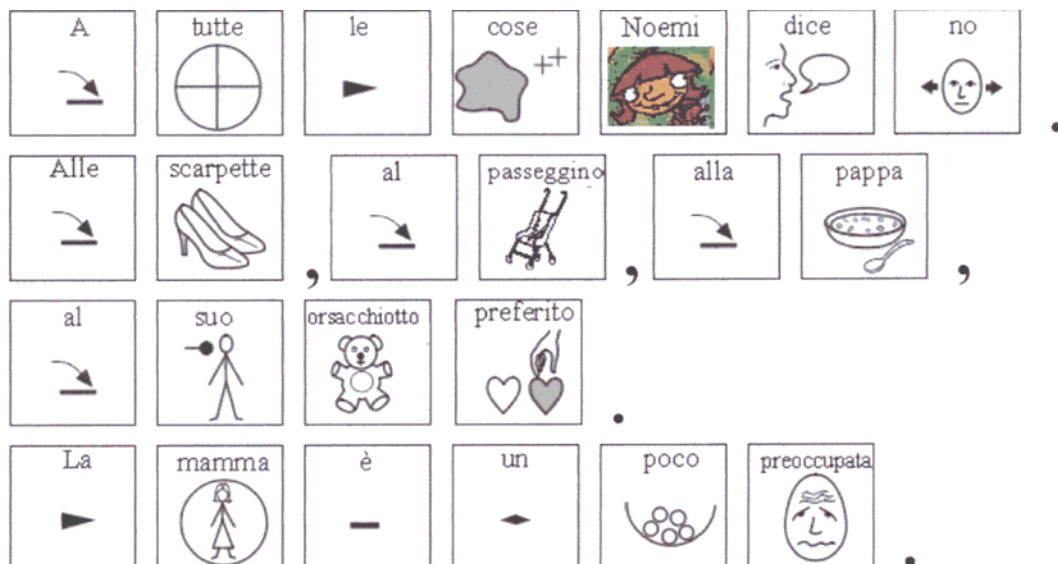 A tutte le cose Noemi dice no .
Alle scarpette , al passeggino , alla pappa ,
al suo orsacchiotto preferito .
La mamma è un poco preoccupata .